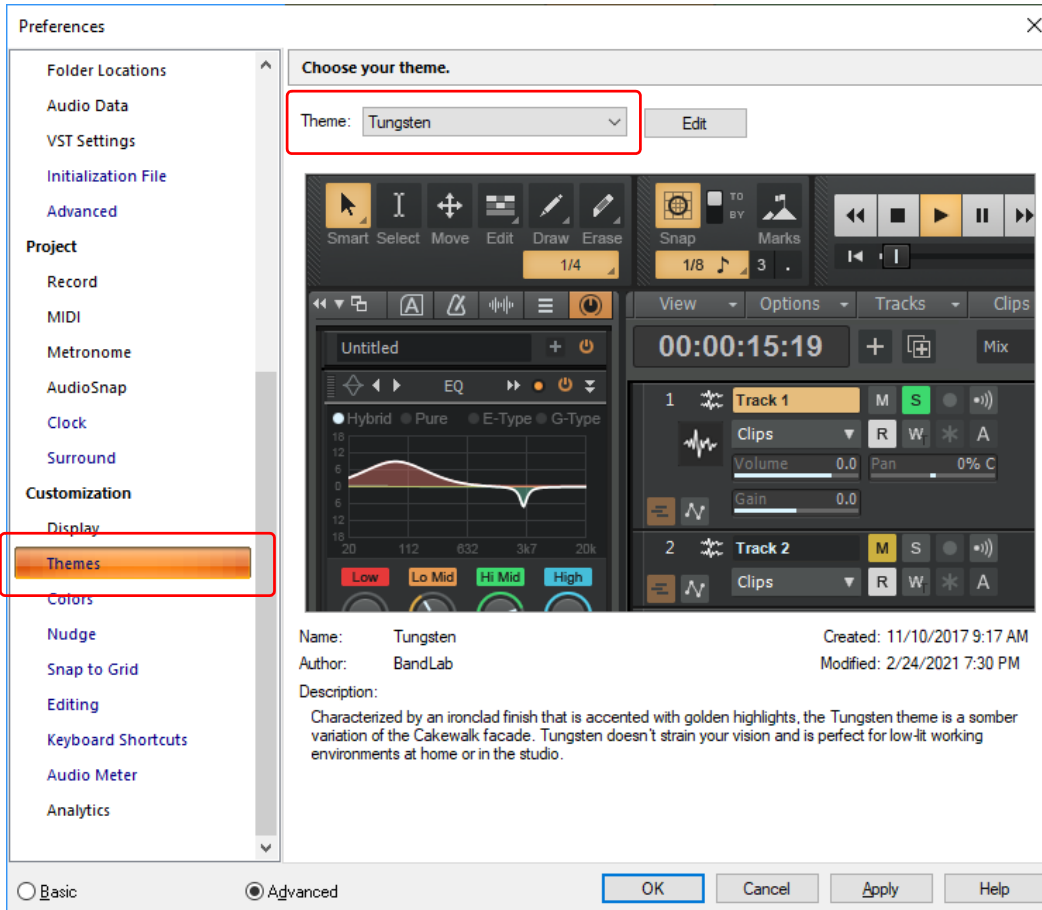 Preferences
Folder Locations
Audio Data
VST Settings
Initialization File
Advanced
Project
Record
MIDI
Metronome
AudioSnap
Clock
Surround
Customization
Display
Themes
Colors
Nudge
Snap to Grid
Editing
Keyboard Shortcuts
Audio Meter
Analytics
Choose your theme.
Theme: Tungsten Edit
TO
BY
Smart Select Move Edit Draw Erase Snap Marks
1/4 1/8 3
View Options Tracks Clips
A
Untitled 00:00:15:19 Mix
EQ
Hybrid Pure E-Type G-Type
18
12
6
0
6
12
18
20 112 632 3k7 20k
Low Lo Mid Hi Mid High
1 Track 1 M S
Clips R W A
Volume 0.0 Pan 0% C
Gain 0.0
2 Track 2 M S
Clips R W A
Name: Tungsten Created: 11/10/2017 9:17 AM
Author: BandLab Modified: 2/24/2021 7:30 PM
Description:
Characterized by an ironclad finish that is accented with golden highlights, the Tungsten theme is a somber
variation of the Cakewalk facade. Tungsten doesn't strain your vision and is perfect for low-lit working
environments at home or in the studio.
Basic Advanced OK Cancel Apply Help